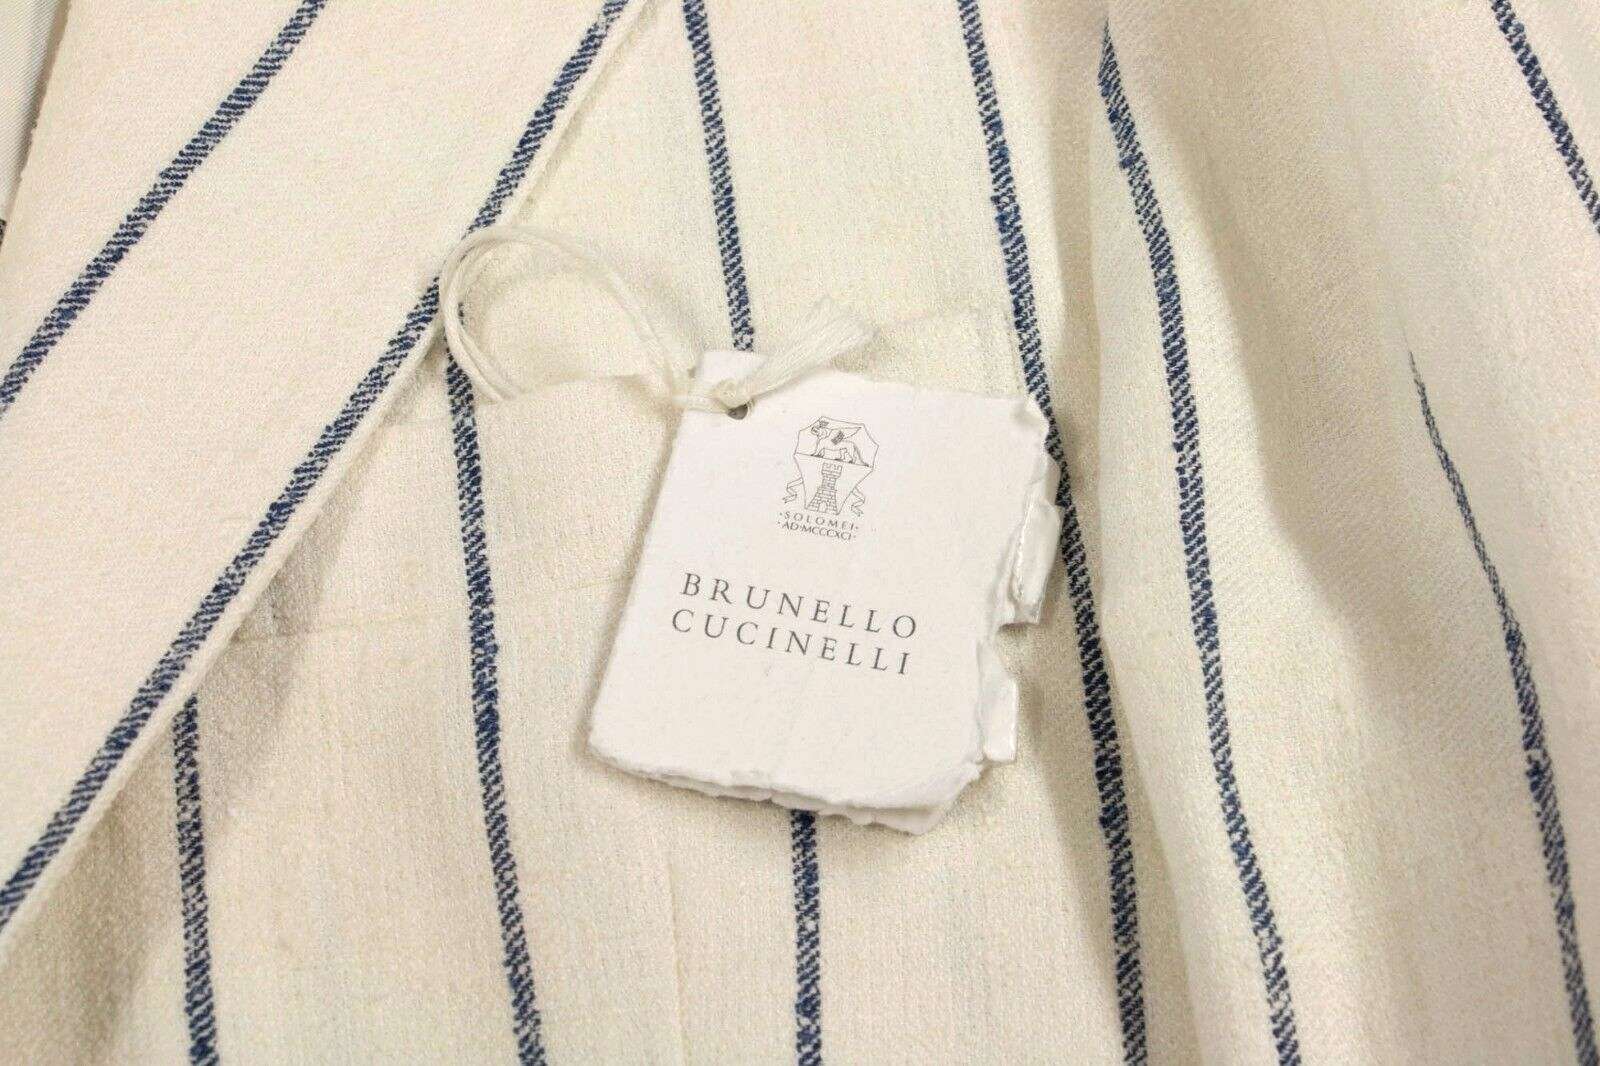 ·SOLOMEI·
·AD·MCCCXCI·
BRUNELLO
CUCINELLI